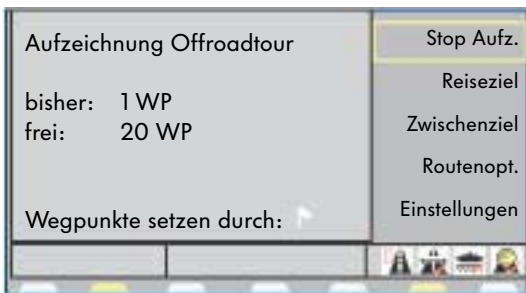 Aufzeichnung Offroadtour
bisher: 1 WP
frei: 20 WP
Wegpunkte setzen durch:
Stop Aufz.
Reiseziel
Zwischenziel
Routenopt.
Einstellungen